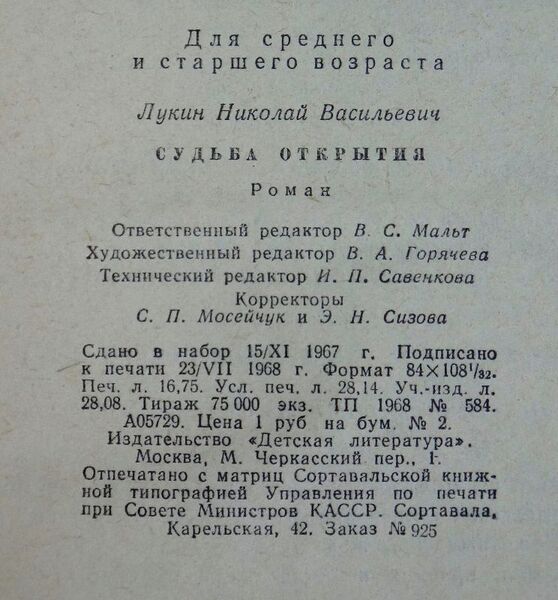 Для среднего
и старшего возраста
Лукин Николай Васильевич
СУДЬБА ОТКРЫТИЯ
Роман
Ответственный редактор В. С. Мальт
Художественный редактор В. А. Горячева
Технический редактор И. П. Савенкова
Корректоры
С. П. Мосейчук и Э. Н. Сизова
Сдано в набор 15/XI 1967 г. Подписано
к печати 23/VII 1968 г. Формат 84×108¹/₃₂.
Печ. л. 16,75. Усл. печ. л. 28,14. Уч.-изд. л.
28,08. Тираж 75 000 экз. ТП 1968 № 584.
А05729. Цена 1 руб на бум. № 2.
Издательство «Детская литература».
Москва, М. Черкасский пер., 1.
Отпечатано с матриц Сортавальской книж-
ной типографией Управления по печати
при Совете Министров КАССР. Сортавала,
Карельская, 42. Заказ № 925